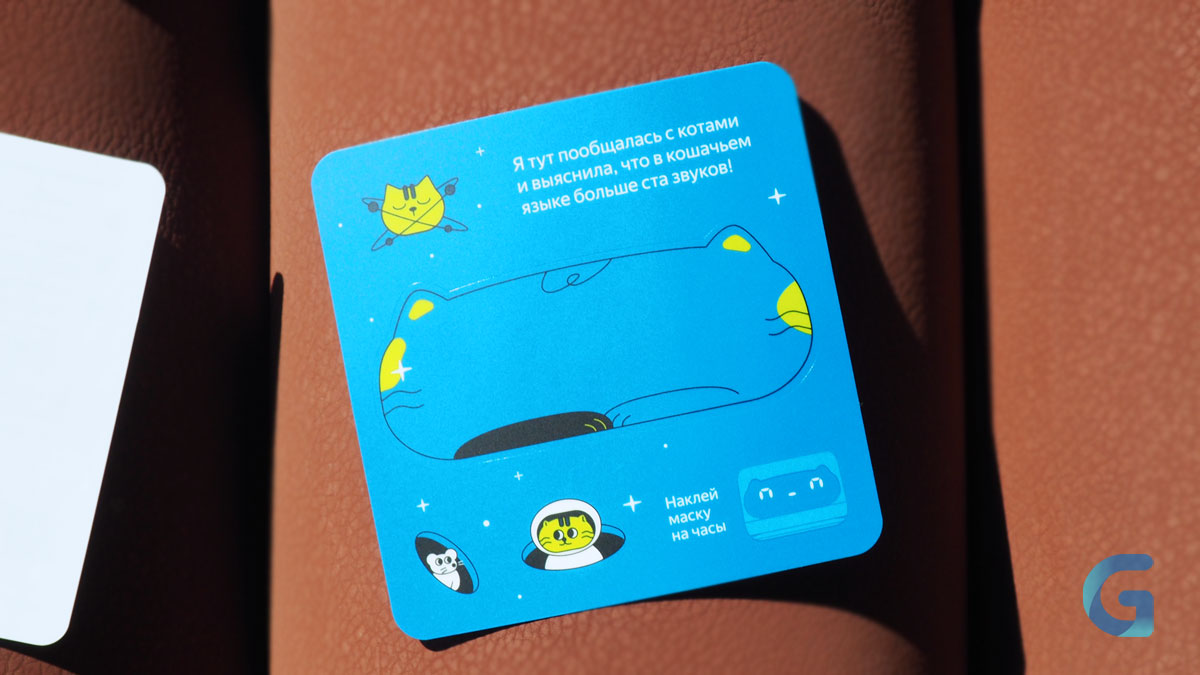 Я тут пообщалась с котами
и выяснила, что в кошачьем
языке больше ста звуков!
Наклей
маску
на часы
G